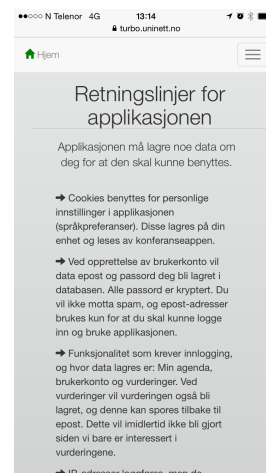 N Telenor 4G 13:14
turbo.uninett.no
Hjem
Retningslinjer for
applikasjonen
Applikasjonen må lagre noe data om
deg for at den skal kunne benyttes.
➡ Cookies benyttes for personlige
innstillinger i applikasjonen
(språkpreferanser). Disse lagres på din
enhet og leses av konferanseappen.
➡ Ved opprettelse av brukerkonto vil
data epost og passord deg bli lagret i
databasen. Alle passord er kryptert. Du
vil ikke motta spam, og epost-adresser
brukes kun for at du skal kunne logge
inn og bruke applikasjonen.
➡ Funksjonalitet som krever innlogging,
og hvor data lagres er: Min agenda,
brukerkonto og vurderinger. Ved
vurderinger vil vurderingen også bli
lagret, og denne kan spores tilbake til
epost. Dette vil imidlertid ikke bli gjort
siden vi bare er interessert i
vurderingene.
➡ IP-adresser loggføres, men de